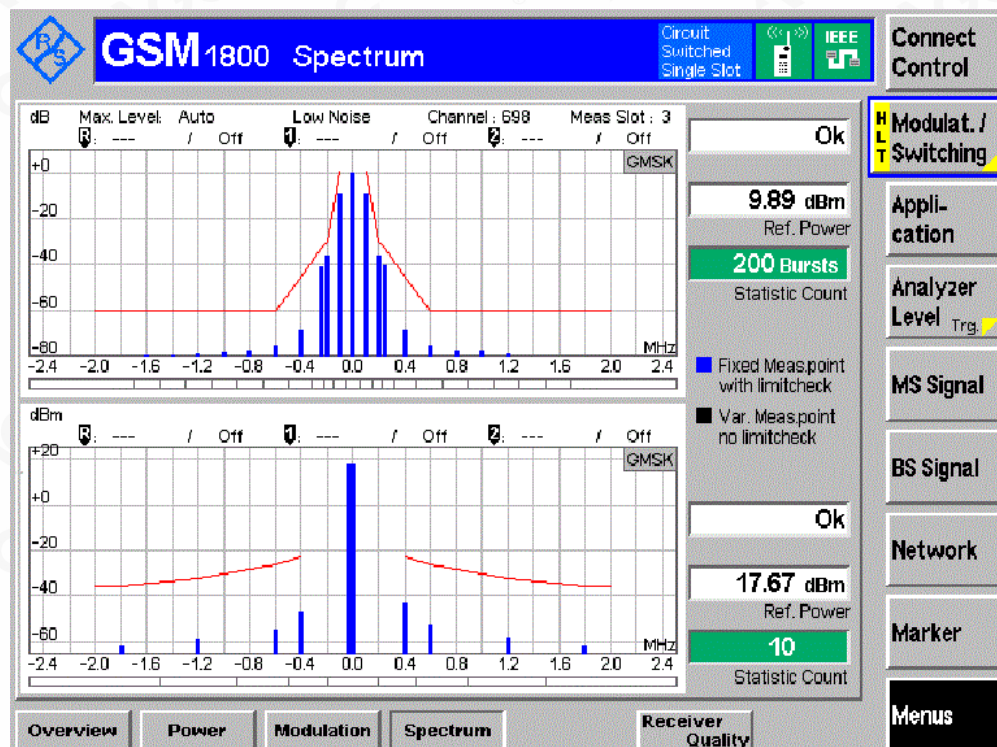 R/S
GSM 1800 Spectrum
Circuit
Switched
Single Slot
IEEE
Connect
Control
dB Max. Level: Auto Low Noise Channel : 698 Meas Slot : 3
R: --- / Off 1: --- / Off 2: --- / Off
GMSK
+0
-20
-40
-60
-80
MHz
-2.4 -2.0 -1.6 -1.2 -0.8 -0.4 0.0 0.4 0.8 1.2 1.6 2.0 2.4
Ok
9.89 dBm
Ref. Power
200 Bursts
Statistic Count
Fixed Meas.point
with limitcheck
Var. Meas.point
no limitcheck
dBm
R: --- / Off 1: --- / Off 2: --- / Off
GMSK
+20
+0
-20
-40
-60
MHz
-2.4 -2.0 -1.6 -1.2 -0.8 -0.4 0.0 0.4 0.8 1.2 1.6 2.0 2.4
Ok
17.67 dBm
Ref. Power
10
Statistic Count
HLT
Modulat. /
Switching
Appli-
cation
Analyzer
Level Trg.
MS Signal
BS Signal
Network
Marker
Menus
Overview
Power
Modulation
Spectrum
Receiver
Quality